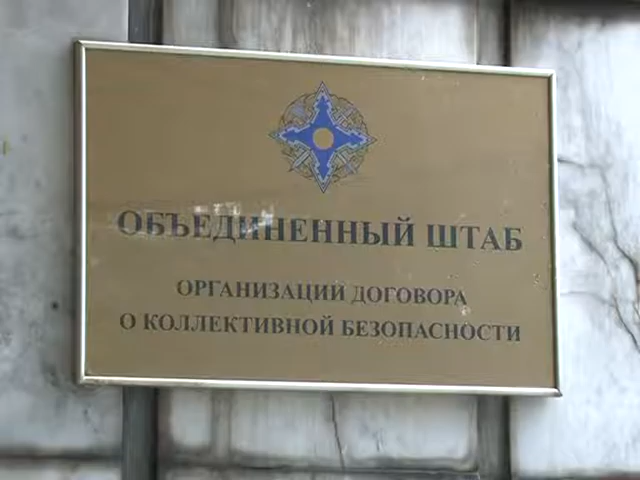 ОБЪЕДИНЕННЫЙ ШТАБ
ОРГАНИЗАЦИИ ДОГОВОРА
О КОЛЛЕКТИВНОЙ БЕЗОПАСНОСТИ